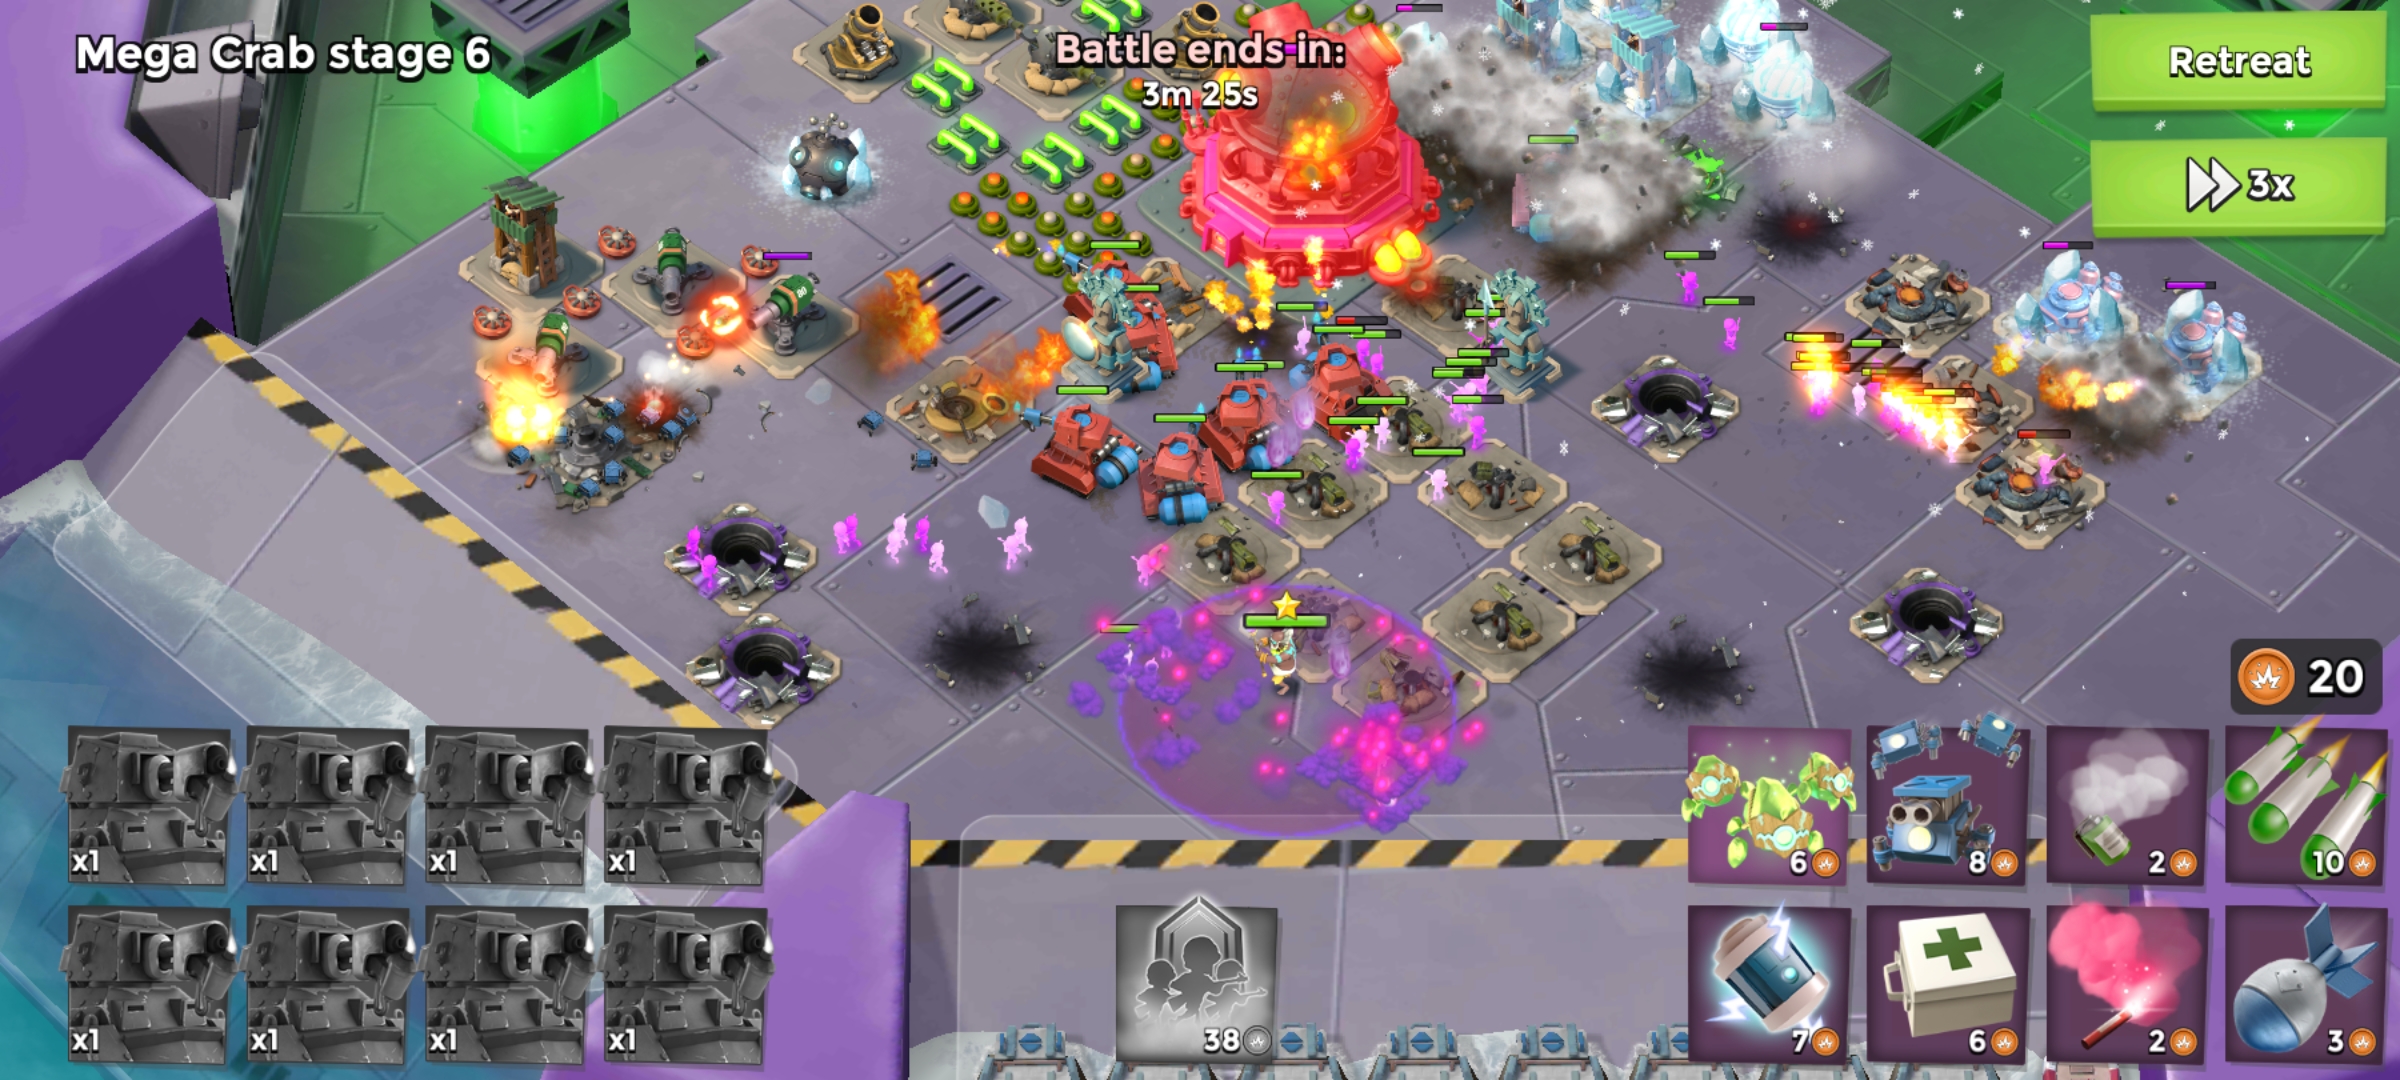 Mega Crab stage 6
Battle ends in:
3m 25s
Retreat
3x
20
x1
x1
x1
x1
6
8
2
10
x1
x1
x1
x1
38
7
6
2
3